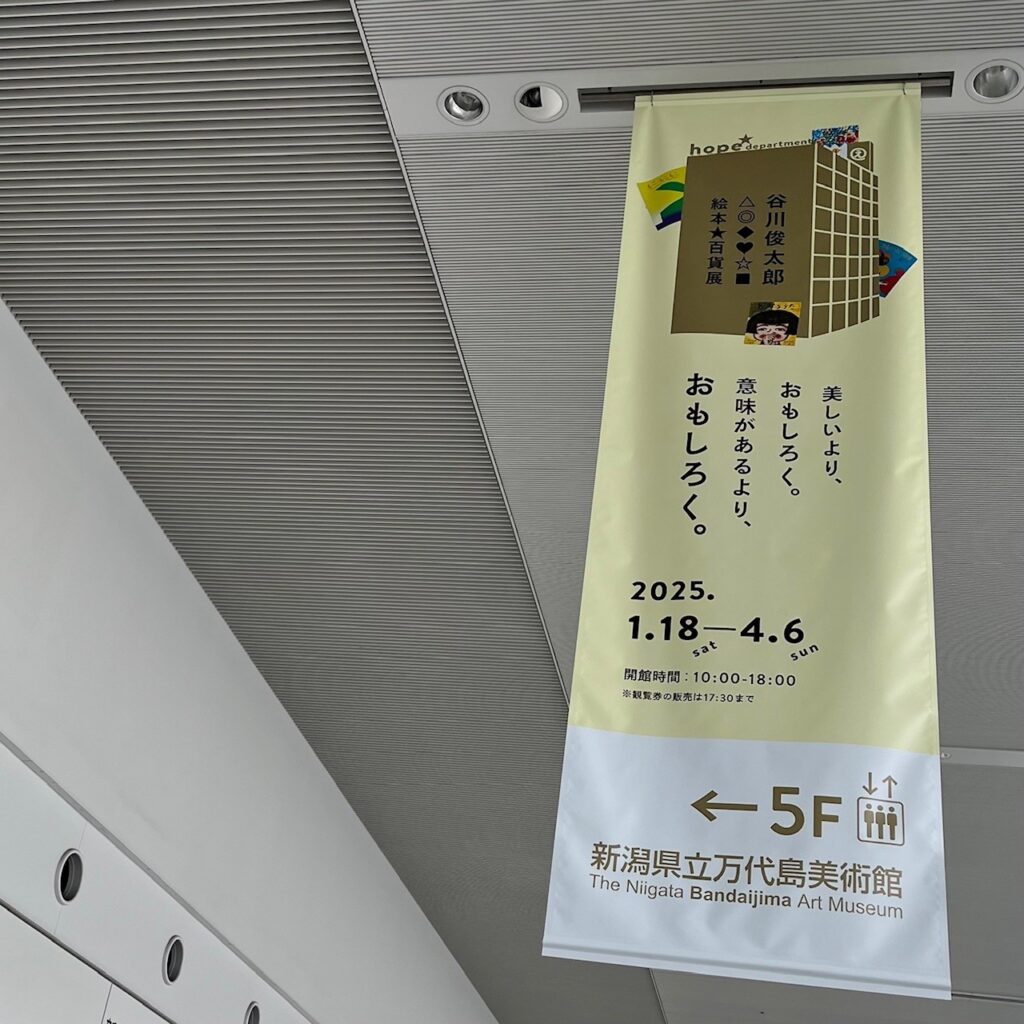 hope★department
え
谷川俊太郎
△◎◆♥☆■
絵本★百貨展
美しいより、
おもしろく。
意味があるより、
おもしろく。
2025.
1.18 sat—4.6 sun
開館時間：10:00-18:00
※観覧券の販売は17:30まで
←5F
新潟県立万代島美術館
The Niigata Bandaijima Art Museum